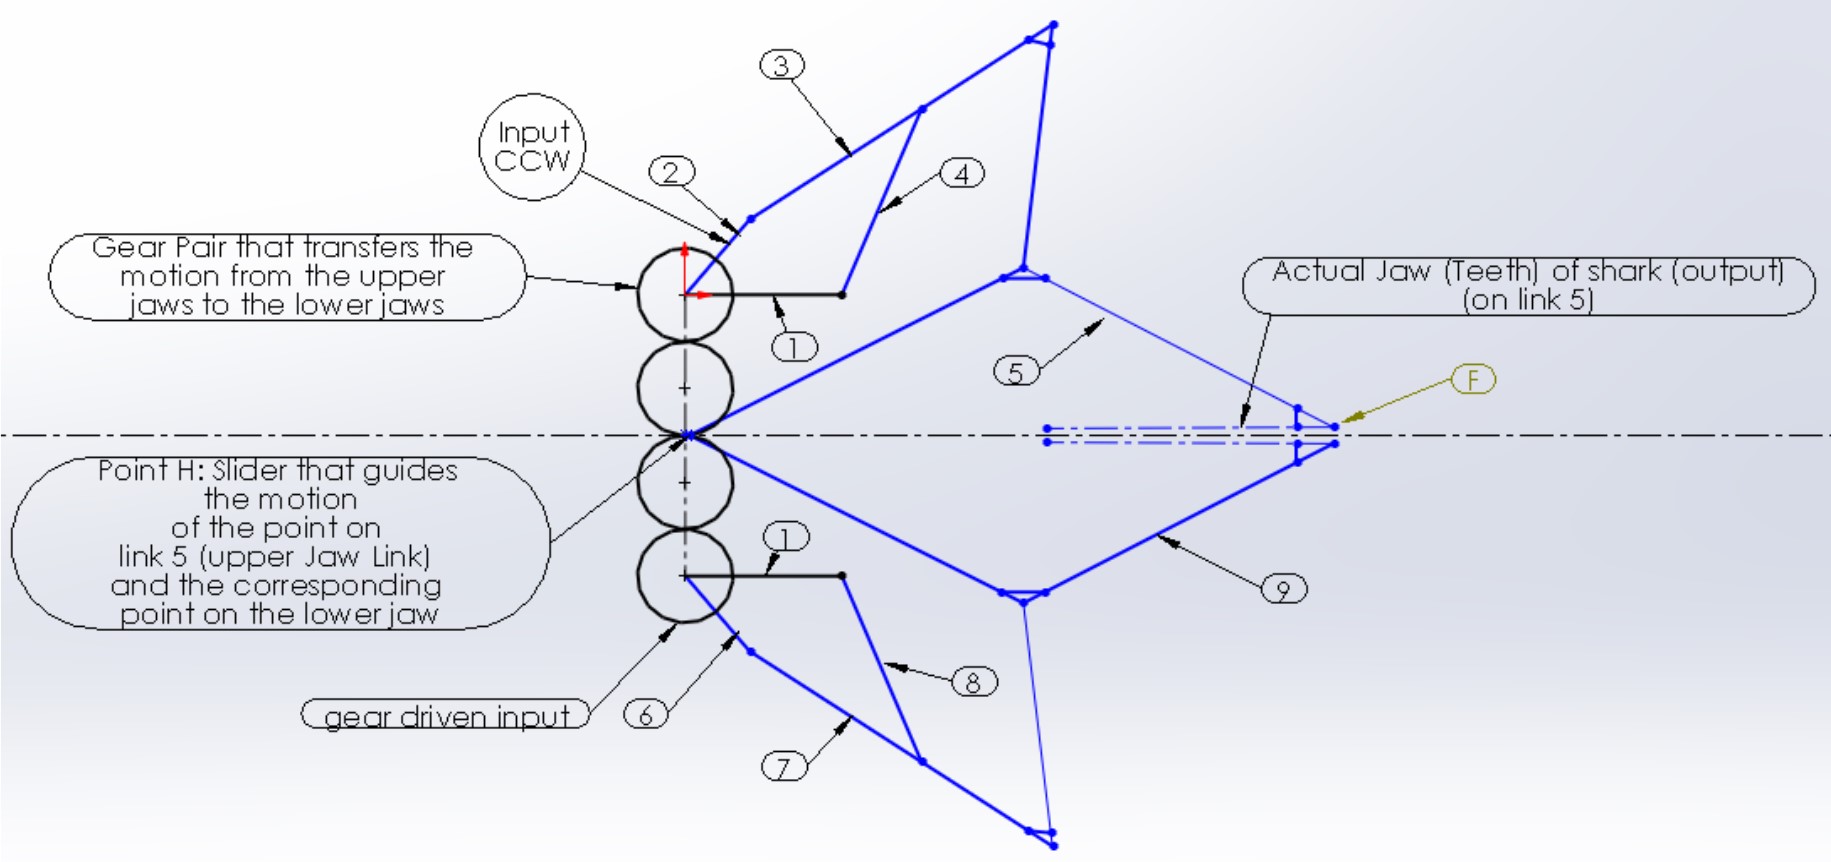 3
Input
CCW
2
4
Gear Pair that transfers the
motion from the upper
jaws to the lower jaws
Actual Jaw (Teeth) of shark (output)
(on link 5)
1
5
F
Point H: Slider that guides
the motion
of the point on
link 5 (upper Jaw Link)
and the corresponding
point on the lower jaw
1
9
8
gear driven input
6
7